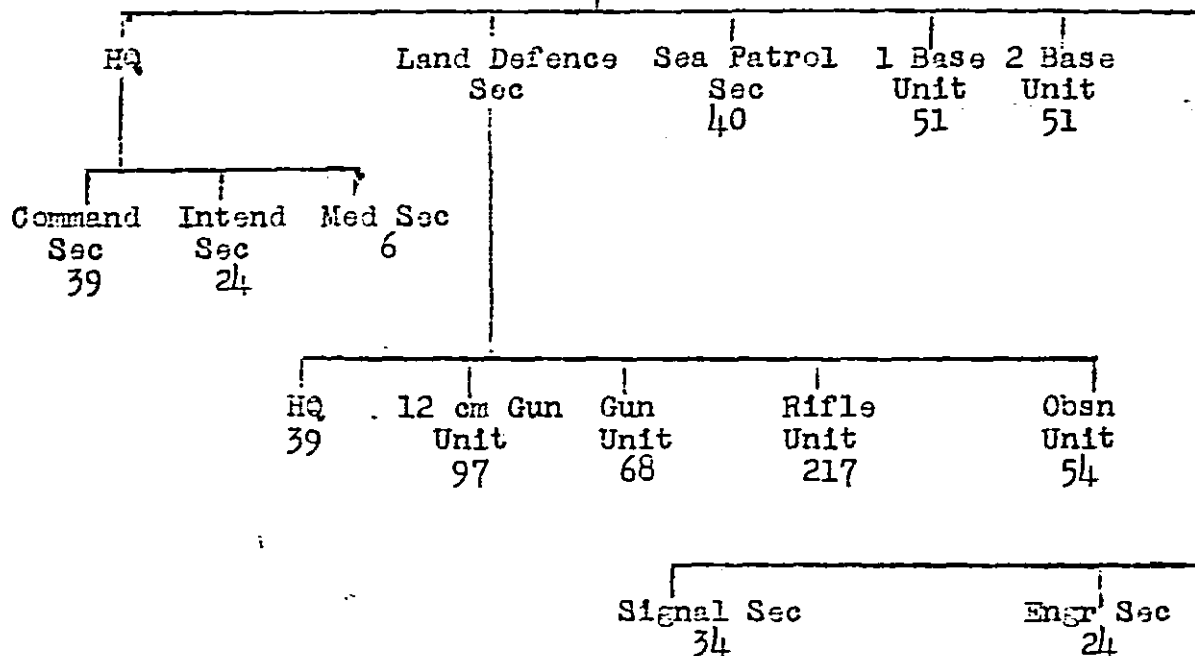 HQ Land Defence Sea Patrol 1 Base 2 Base
Sec Sec Unit Unit
40 51 51
Command Intend Med Sec
Sec Sec 6
39 24
HQ 12 cm Gun Gun Rifle Obsn
39 Unit Unit Unit Unit
97 68 217 54
Signal Sec Engr Sec
34 24